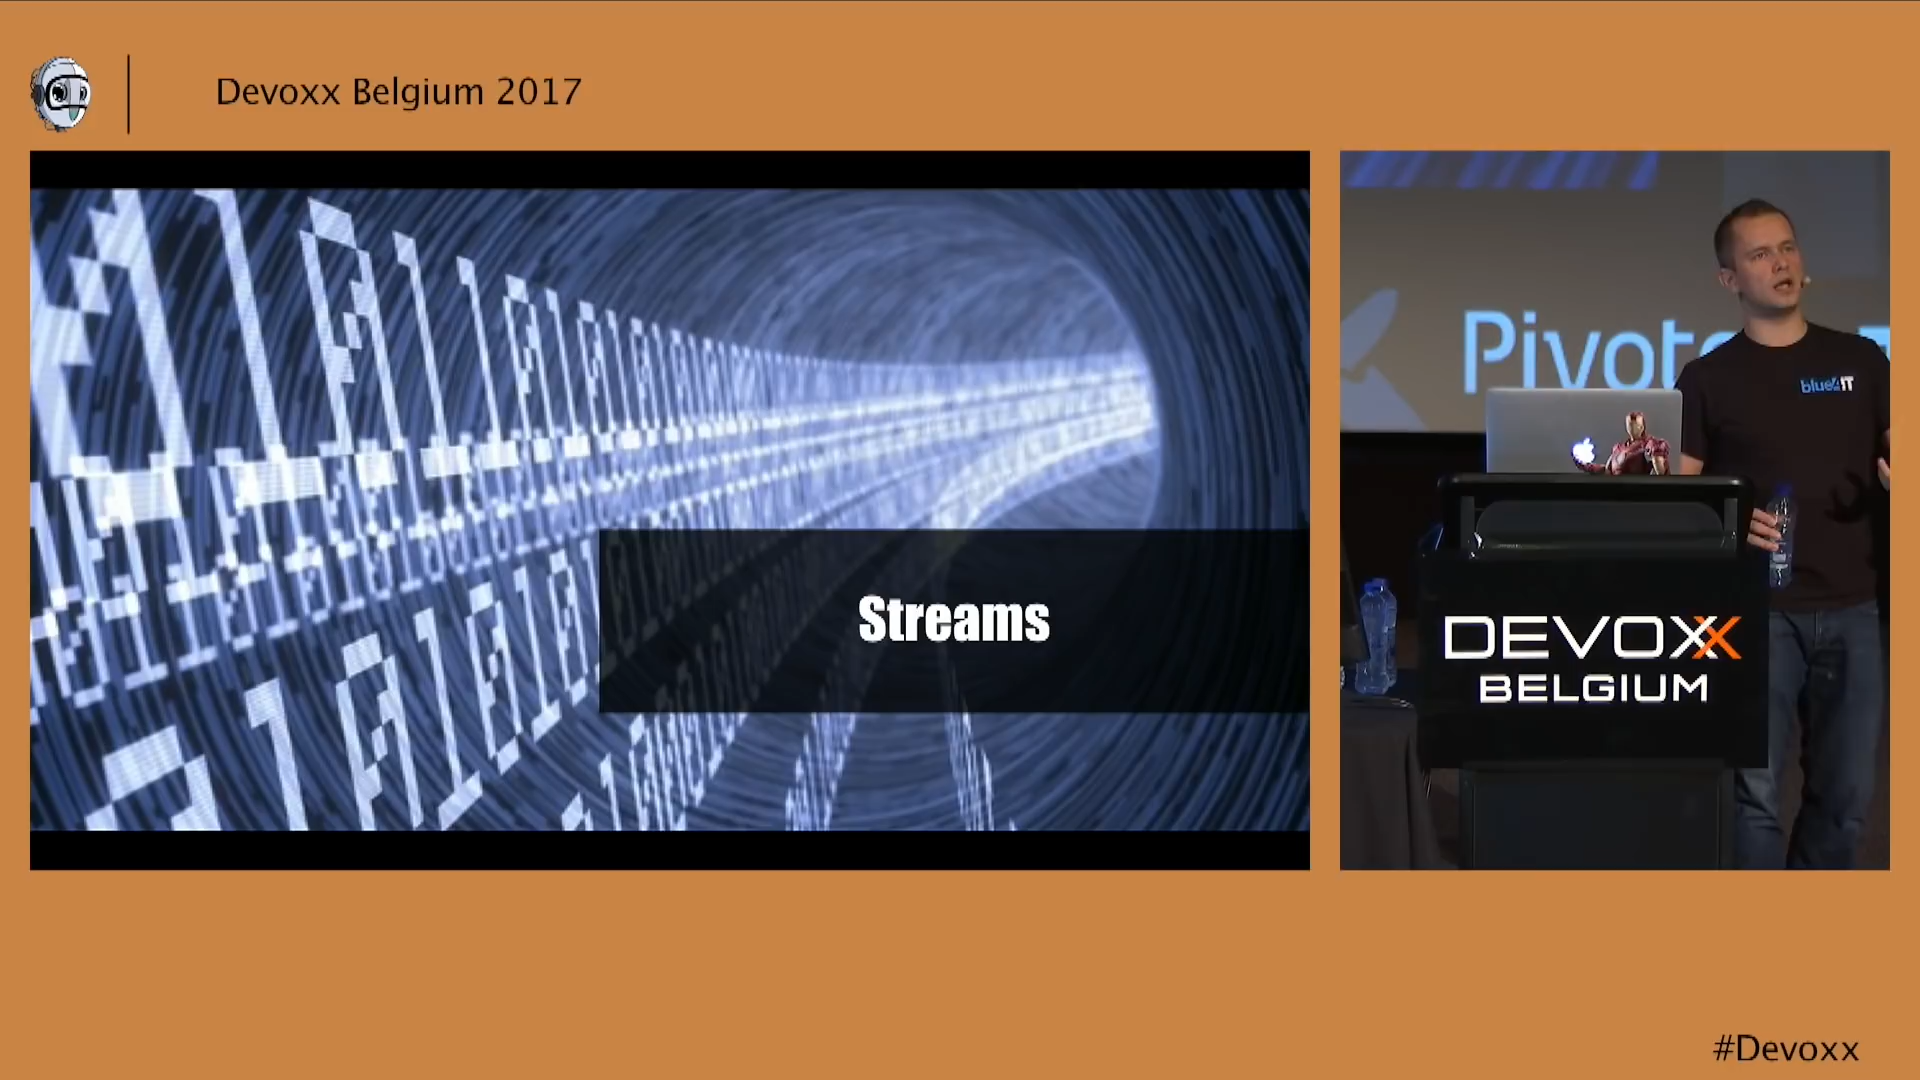 Devoxx Belgium 2017
Streams
Pivot
blue4IT
DEVOXX
BELGIUM
#Devoxx